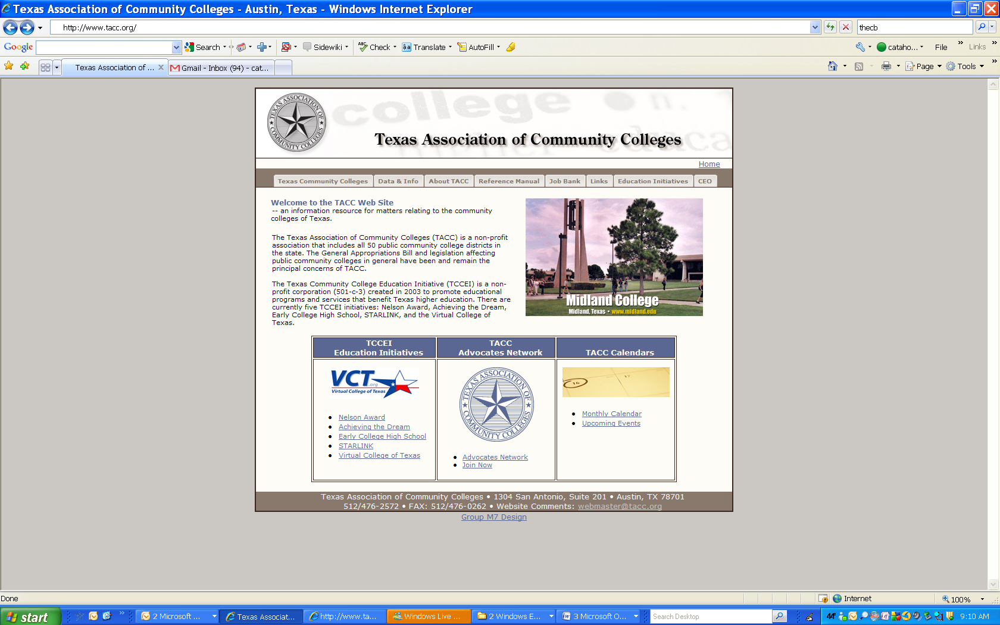 Texas Association of Community Colleges - Austin, Texas - Windows Internet Explorer
http://www.tacc.org/
thecb
Google
Search
Sidewiki
ABC
Check
Translate
AutoFill
cataho...
File
Links
Texas Association of ...
Gmail - Inbox (94) - cat...
Page
Tools
TEXAS ASSOCIATION OF COMMUNITY COLLEGES
college
n.
higher educa
Texas Association of Community Colleges
Home
Texas Community Colleges
Data & Info
About TACC
Reference Manual
Job Bank
Links
Education Initiatives
CEO
Welcome to the TACC Web Site
-- an information resource for matters relating to the community
colleges of Texas.
The Texas Association of Community Colleges (TACC) is a non-profit
association that includes all 50 public community college districts in
the state. The General Appropriations Bill and legislation affecting
public community colleges in general have been and remain the
principal concerns of TACC.
The Texas Community College Education Initiative (TCCEI) is a non-
profit corporation (501-c-3) created in 2003 to promote educational
programs and services that benefit Texas higher education. There are
currently five TCCEI initiatives: Nelson Award, Achieving the Dream,
Early College High School, STARLINK, and the Virtual College of
Texas.
Midland College
Midland, Texas • www.midland.edu
TCCEI
Education Initiatives
VCT.org
Virtual College of Texas
• Nelson Award
• Achieving the Dream
• Early College High School
• STARLINK
• Virtual College of Texas
TACC
Advocates Network
TEXAS ASSOCIATION OF COMMUNITY COLLEGES
• Advocates Network
• Join Now
TACC Calendars
16
17
• Monthly Calendar
• Upcoming Events
Texas Association of Community Colleges • 1304 San Antonio, Suite 201 • Austin, TX 78701
512/476-2572 • FAX: 512/476-0262 • Website Comments: webmaster@tacc.org
Group M7 Design
Done
Internet
100%
start
2 Microsoft ...
Texas Associat...
http://www.ta...
Windows Live ...
2 Windows E...
3 Microsoft O...
Search Desktop
9:10 AM